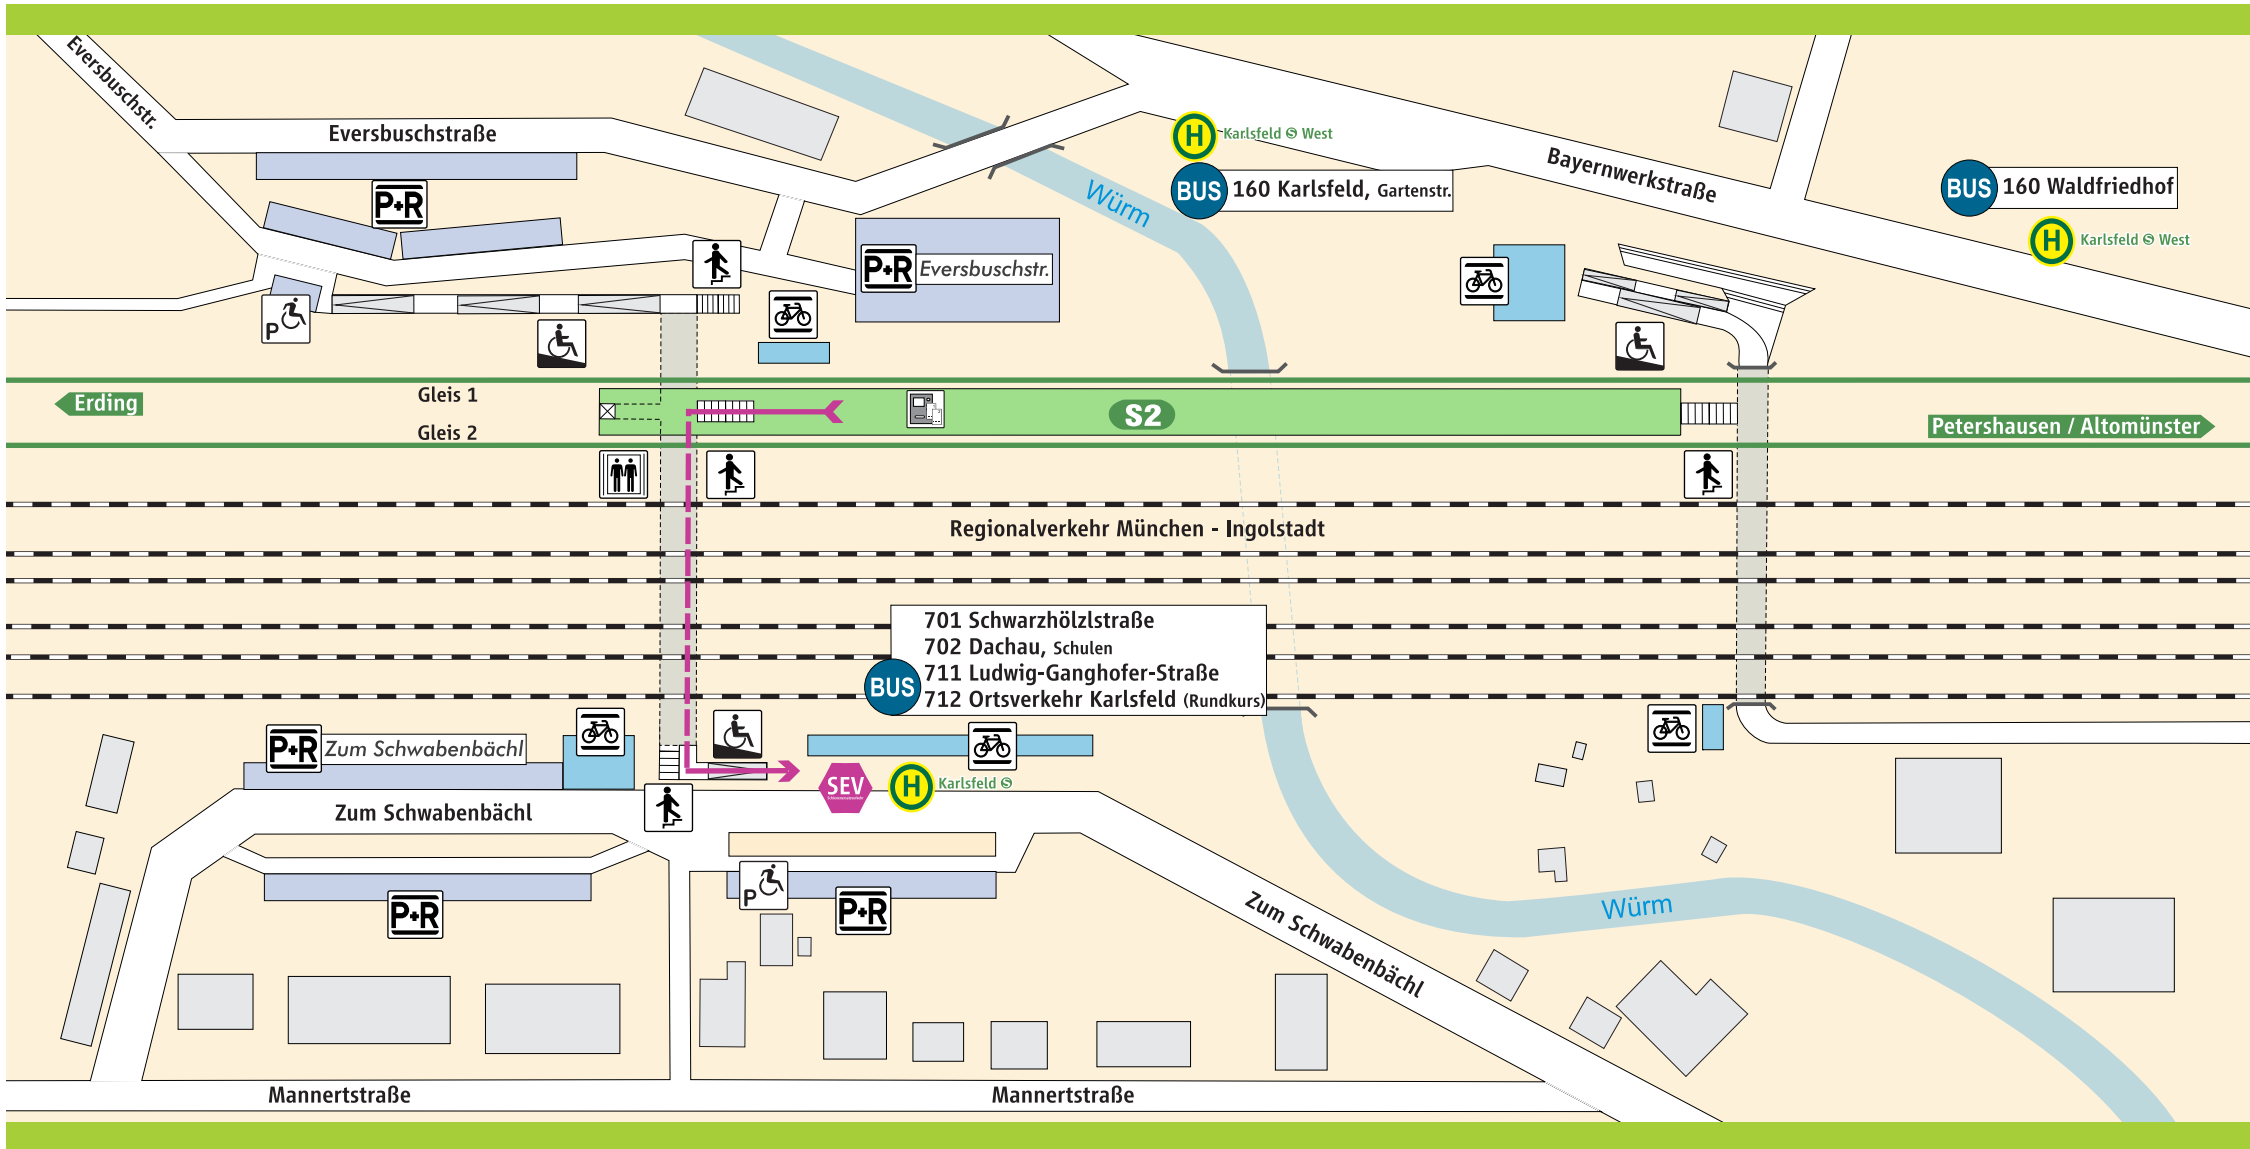 Eversbuschstr.
Eversbuschstraße
P+R
H
Karlsfeld S West
BUS
160 Karlsfeld, Gartenstr.
Würm
Bayernwerkstraße
BUS
160 Waldfriedhof
H
Karlsfeld S West
P+R
Eversbuschstr.
P
Erding
Gleis 1
Gleis 2
S2
Petershausen / Altomünster
Regionalverkehr München - Ingolstadt
BUS
701 Schwarzhölzlstraße
702 Dachau, Schulen
711 Ludwig-Ganghofer-Straße
712 Ortsverkehr Karlsfeld (Rundkurs)
P+R
Zum Schwabenbächl
SEV
H
Karlsfeld S
Zum Schwabenbächl
P
P+R
P+R
Zum Schwabenbächl
Würm
Mannertstraße
Mannertstraße